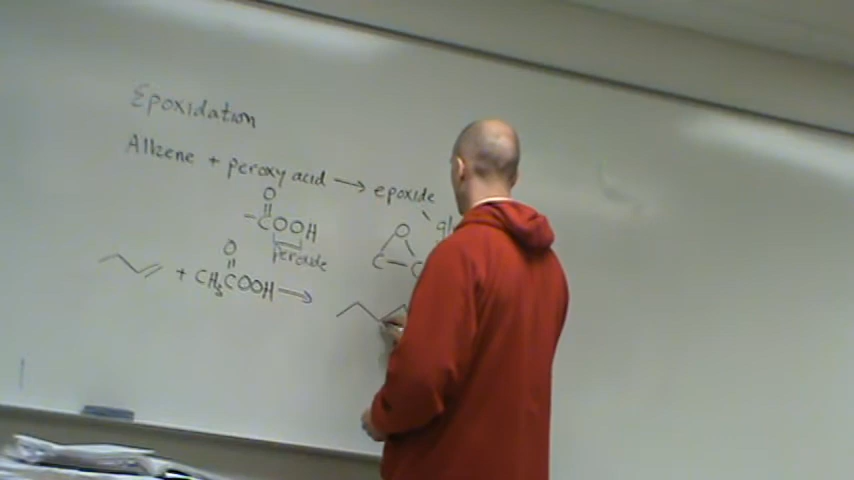 Epoxidation
Alkene + peroxy acid → epoxide
O
-COOH
peroxide
O
C — C
O
+ CH3COOH →